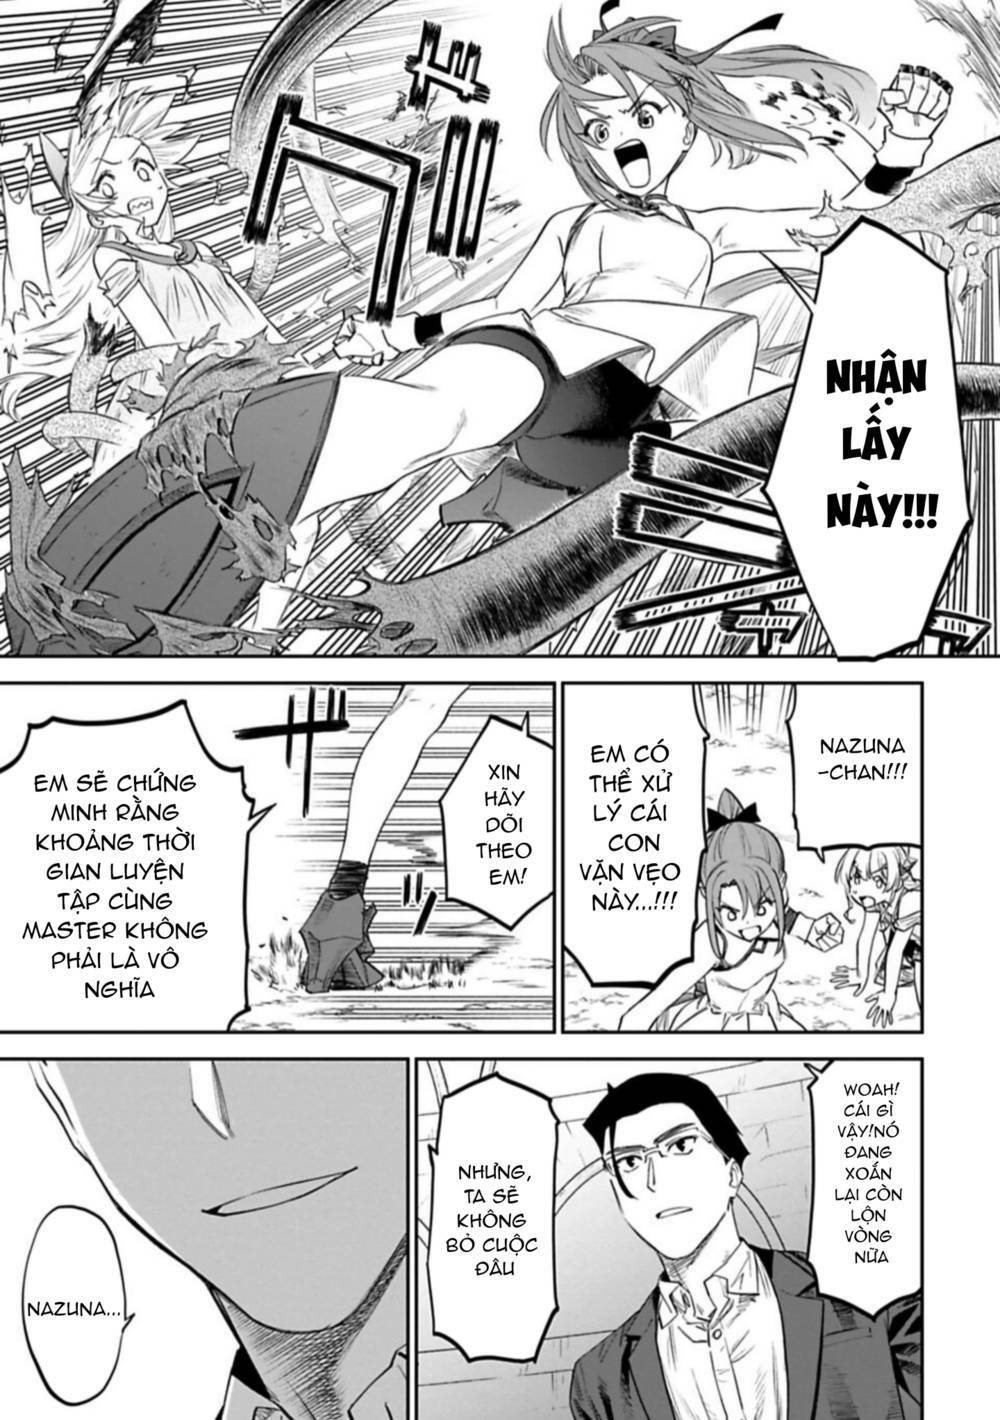 NHẬN
LẤY
NÀY!!!
NAZUNA
-CHAN!!!
EM CÓ
THỂ XỬ
LÝ CÁI
CON
VẶN VẸO
NÀY...!!!
XIN
HÃY
DÕI
THEO
EM!
EM SẼ CHỨNG
MINH RẰNG
KHOẢNG THỜI
GIAN LUYỆN
TẬP CÙNG
MASTER KHÔNG
PHẢI LÀ VÔ
NGHĨA
WOAH!
CÁI GÌ
VẬY!NÓ
ĐANG
XOẮN
LẠI CÒN
LỘN
VÒNG
NỮA
NHƯNG,
TA SẼ
KHÔNG
BỎ CUỘC
ĐÂU
NAZUNA...